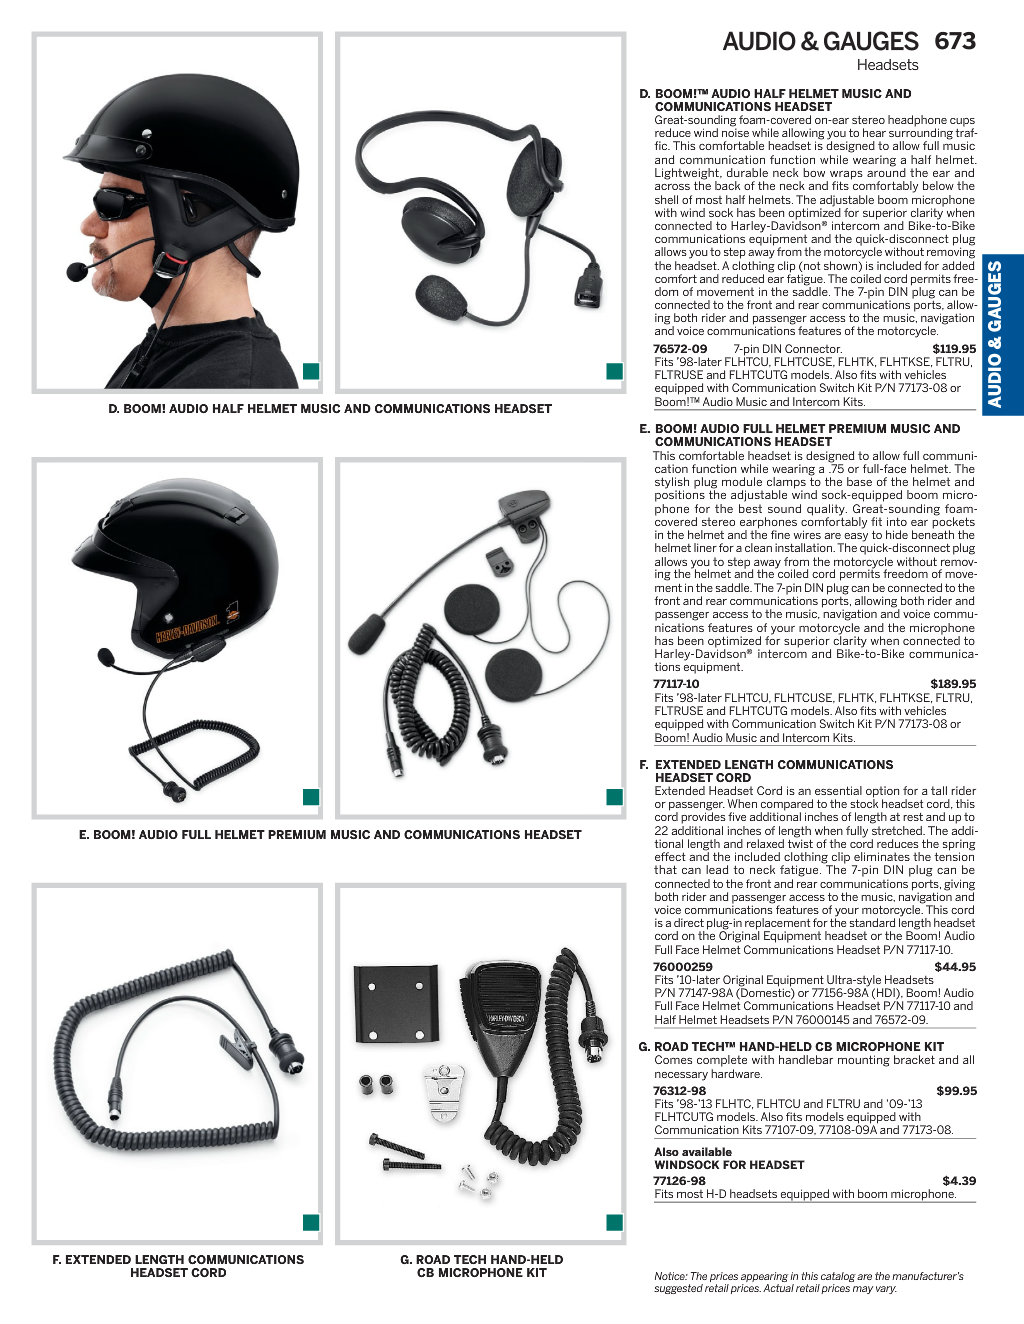 AUDIO & GAUGES 673
Headsets
D. BOOM!™ AUDIO HALF HELMET MUSIC AND
COMMUNICATIONS HEADSET
Great-sounding foam-covered on-ear stereo headphone cups
reduce wind noise while allowing you to hear surrounding traf-
fic. This comfortable headset is designed to allow full music
and communication function while wearing a half helmet.
Lightweight, durable neck bow wraps around the ear and
across the back of the neck and fits comfortably below the
shell of most half helmets. The adjustable boom microphone
with wind sock has been optimized for superior clarity when
connected to Harley-Davidson® intercom and Bike-to-Bike
communications equipment and the quick-disconnect plug
allows you to step away from the motorcycle without removing
the headset. A clothing clip (not shown) is included for added
comfort and reduced ear fatigue. The coiled cord permits free-
dom of movement in the saddle. The 7-pin DIN plug can be
connected to the front and rear communications ports, allow-
ing both rider and passenger access to the music, navigation
and voice communications features of the motorcycle.
76572-09 7-pin DIN Connector. $119.95
Fits ’98-later FLHTCU, FLHTCUSE, FLHTK, FLHTKSE, FLTRU,
FLTRUSE and FLHTCUTG models. Also fits with vehicles
equipped with Communication Switch Kit P/N 77173-08 or
Boom!™ Audio Music and Intercom Kits.
AUDIO & GAUGES
D. BOOM! AUDIO HALF HELMET MUSIC AND COMMUNICATIONS HEADSET
E. BOOM! AUDIO FULL HELMET PREMIUM MUSIC AND
COMMUNICATIONS HEADSET
This comfortable headset is designed to allow full communi-
cation function while wearing a .75 or full-face helmet. The
stylish plug module clamps to the base of the helmet and
positions the adjustable wind sock-equipped boom micro-
phone for the best sound quality. Great-sounding foam-
covered stereo earphones comfortably fit into ear pockets
in the helmet and the fine wires are easy to hide beneath the
helmet liner for a clean installation. The quick-disconnect plug
allows you to step away from the motorcycle without remov-
ing the helmet and the coiled cord permits freedom of move-
ment in the saddle. The 7-pin DIN plug can be connected to the
front and rear communications ports, allowing both rider and
passenger access to the music, navigation and voice commu-
nications features of your motorcycle and the microphone
has been optimized for superior clarity when connected to
Harley-Davidson® intercom and Bike-to-Bike communica-
tions equipment.
77117-10 $189.95
Fits ’98-later FLHTCU, FLHTCUSE, FLHTK, FLHTKSE, FLTRU,
FLTRUSE and FLHTCUTG models. Also fits with vehicles
equipped with Communication Switch Kit P/N 77173-08 or
Boom! Audio Music and Intercom Kits.
HARLEY-DAVIDSON
E. BOOM! AUDIO FULL HELMET PREMIUM MUSIC AND COMMUNICATIONS HEADSET
F. EXTENDED LENGTH COMMUNICATIONS
HEADSET CORD
Extended Headset Cord is an essential option for a tall rider
or passenger. When compared to the stock headset cord, this
cord provides five additional inches of length at rest and up to
22 additional inches of length when fully stretched. The addi-
tional length and relaxed twist of the cord reduces the spring
effect and the included clothing clip eliminates the tension
that can lead to neck fatigue. The 7-pin DIN plug can be
connected to the front and rear communications ports, giving
both rider and passenger access to the music, navigation and
voice communications features of your motorcycle. This cord
is a direct plug-in replacement for the standard length headset
cord on the Original Equipment headset or the Boom! Audio
Full Face Helmet Communications Headset P/N 77117-10.
76000259 $44.95
Fits ’10-later Original Equipment Ultra-style Headsets
P/N 77147-98A (Domestic) or 77156-98A (HDI), Boom! Audio
Full Face Helmet Communications Headset P/N 77117-10 and
Half Helmet Headsets P/N 76000145 and 76572-09.
G. ROAD TECH™ HAND-HELD CB MICROPHONE KIT
Comes complete with handlebar mounting bracket and all
necessary hardware.
76312-98 $99.95
Fits ’98-’13 FLHTC, FLHTCU and FLTRU and ’09-’13
FLHTCUTG models. Also fits models equipped with
Communication Kits 77107-09, 77108-09A and 77173-08.
Also available
WINDSOCK FOR HEADSET
77126-98 $4.39
Fits most H-D headsets equipped with boom microphone.
HARLEY-DAVIDSON
F. EXTENDED LENGTH COMMUNICATIONS
HEADSET CORD
G. ROAD TECH HAND-HELD
CB MICROPHONE KIT
Notice: The prices appearing in this catalog are the manufacturer’s
suggested retail prices. Actual retail prices may vary.